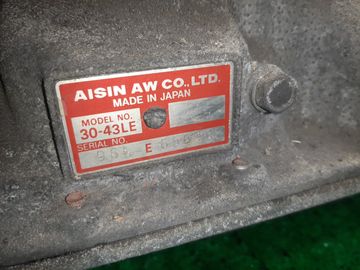 AISIN AW CO.,LTD.
MADE IN JAPAN
MODEL NO.
30-43LE
SERIAL NO.
E